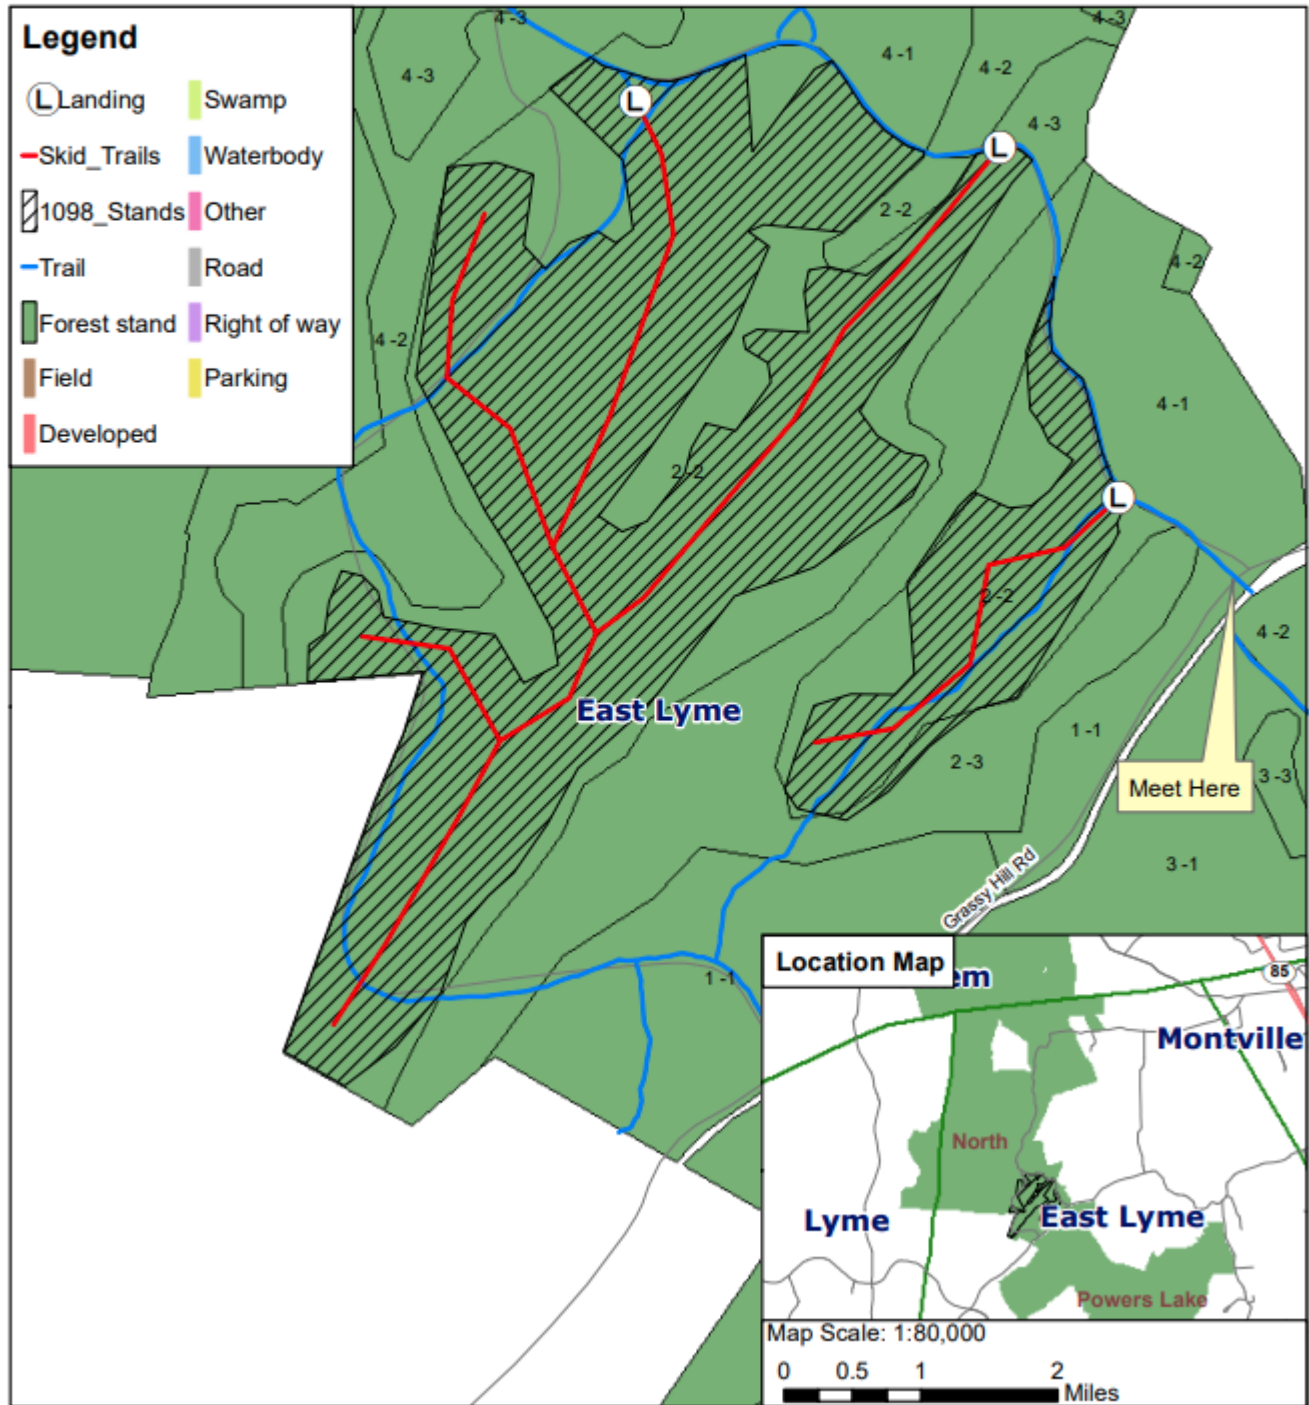 Legend
L Landing
Swamp
Skid_Trails
Waterbody
1098_Stands
Other
Trail
Road
Forest stand
Right of way
Field
Parking
Developed
4 -3
4 -3
4 -3
4 -1
4 -2
4 -3
L
L
2 -2
4 -2
4 -2
4 -1
2 -2
L
2 -2
4 -2
East Lyme
1 -1
2 -3
Meet Here
3 -3
3 -1
Grassy Hill Rd
1 -1
Location Map
em
85
Montville
North
Lyme
East Lyme
Powers Lake
Map Scale: 1:80,000
0 0.5 1 2
Miles